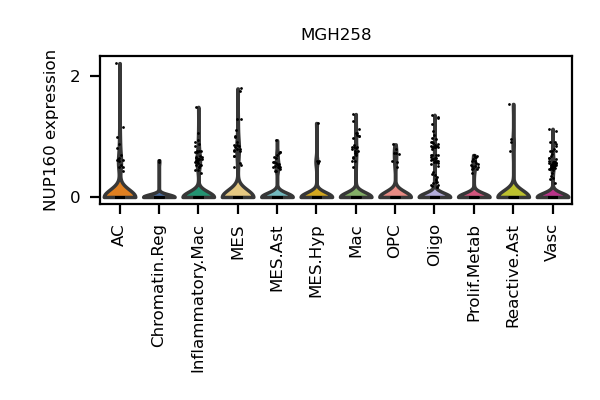 MGH258
NUP160 expression
2
0
AC
Chromatin.Reg
Inflammatory.Mac
MES
MES.Ast
MES.Hyp
Mac
OPC
Oligo
Prolif.Metab
Reactive.Ast
Vasc